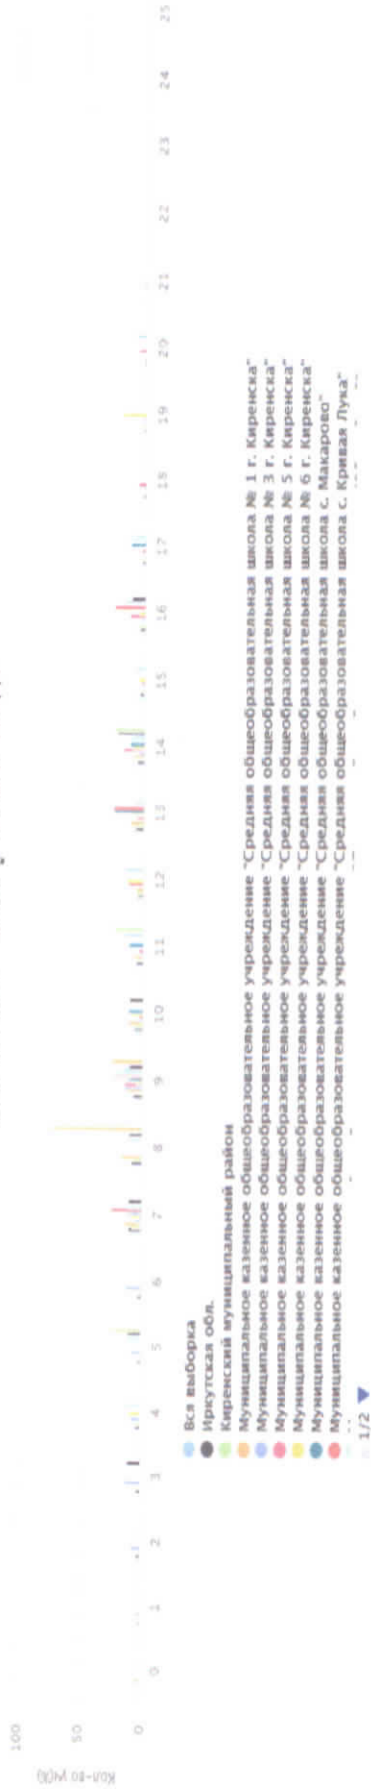 100
50
0
Кол-во уч(%)
0 1 2 3 4 5 6 7 8 9 10 11 12 13 14 15 16 17 18 19 20 21 22 23 24 25
Вся выборка
Иркутская обл.
Киренский муниципальный район
Муниципальное казенное общеобразовательное учреждение "Средняя общеобразовательная школа № 1 г. Киренска"
Муниципальное казенное общеобразовательное учреждение "Средняя общеобразовательная школа № 3 г. Киренска"
Муниципальное казенное общеобразовательное учреждение "Средняя общеобразовательная школа № 5 г. Киренска"
Муниципальное казенное общеобразовательное учреждение "Средняя общеобразовательная школа № 6 г. Киренска"
Муниципальное казенное общеобразовательное учреждение "Средняя общеобразовательная школа с. Макарово"
Муниципальное казенное общеобразовательное учреждение "Средняя общеобразовательная школа с. Кривая Лука"
1/2